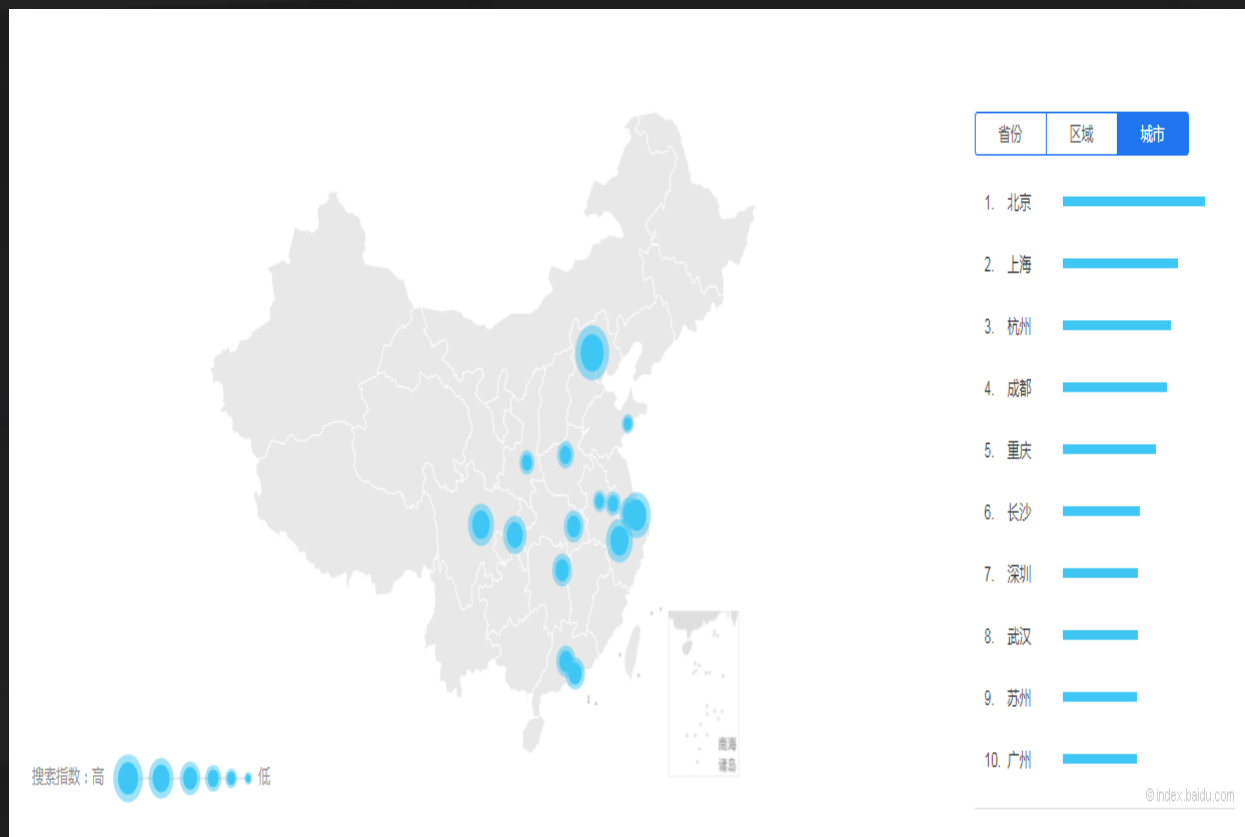 省份 区域 城市
1. 北京
2. 上海
3. 杭州
4. 成都
5. 重庆
6. 长沙
7. 深圳
8. 武汉
9. 苏州
10. 广州
南海
诸岛
搜索指数：高 低
©index.baidu.com